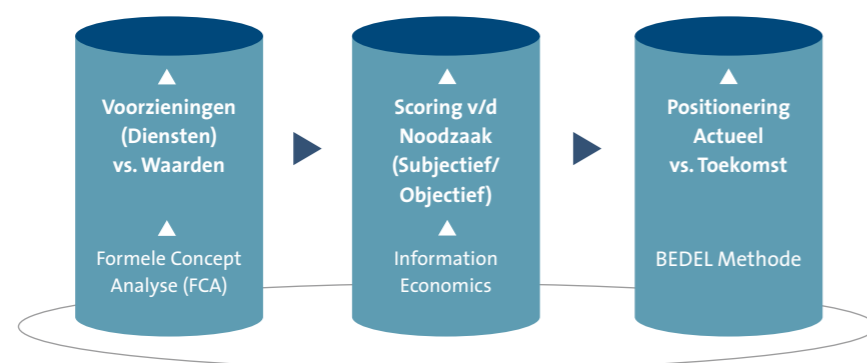 Voorzieningen
(Diensten)
vs. Waarden
Formele Concept
Analyse (FCA)
Scoring v/d
Noodzaak
(Subjectief/
Objectief)
Information
Economics
Positionering
Actueel
vs. Toekomst
BEDEL Methode